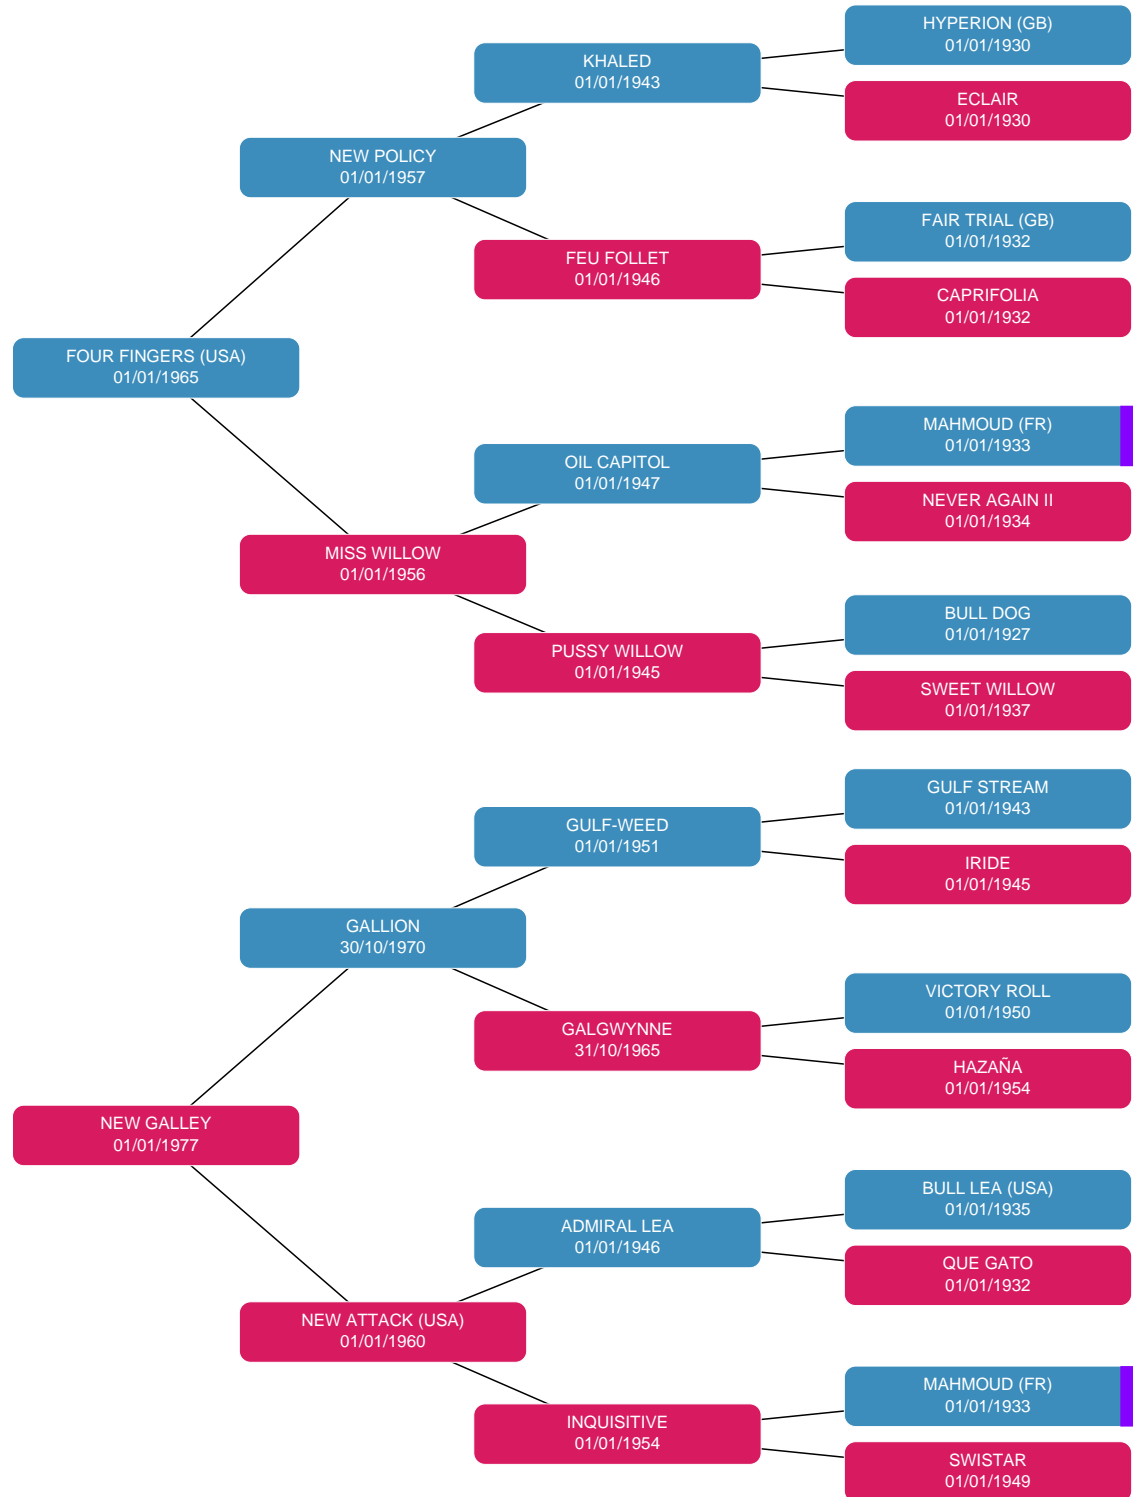 HYPERION (GB)
01/01/1930
KHALED
01/01/1943
ECLAIR
01/01/1930
NEW POLICY
01/01/1957
FAIR TRIAL (GB)
01/01/1932
FEU FOLLET
01/01/1946
CAPRIFOLIA
01/01/1932
FOUR FINGERS (USA)
01/01/1965
MAHMOUD (FR)
01/01/1933
OIL CAPITOL
01/01/1947
NEVER AGAIN II
01/01/1934
MISS WILLOW
01/01/1956
BULL DOG
01/01/1927
PUSSY WILLOW
01/01/1945
SWEET WILLOW
01/01/1937
GULF STREAM
01/01/1943
GULF-WEED
01/01/1951
IRIDE
01/01/1945
GALLION
30/10/1970
VICTORY ROLL
01/01/1950
GALGWYNNE
31/10/1965
HAZAÑA
01/01/1954
NEW GALLEY
01/01/1977
BULL LEA (USA)
01/01/1935
ADMIRAL LEA
01/01/1946
QUE GATO
01/01/1932
NEW ATTACK (USA)
01/01/1960
MAHMOUD (FR)
01/01/1933
INQUISITIVE
01/01/1954
SWISTAR
01/01/1949